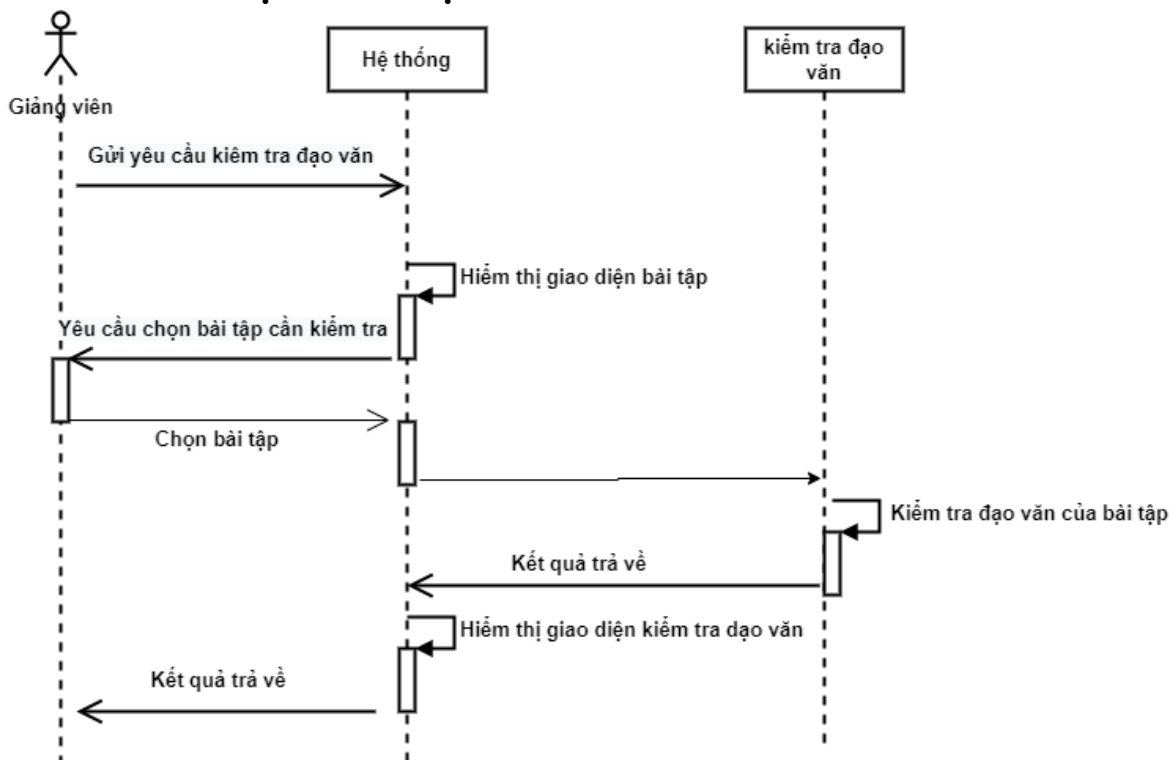 Hệ thống
kiểm tra đạo
văn
Giảng viên
Gửi yêu cầu kiêm tra đạo văn
Hiểm thị giao diện bài tập
Yêu cầu chọn bài tập cần kiểm tra
Chọn bài tập
Kiểm tra đạo văn của bài tập
Kết quả trả về
Hiểm thị giao diện kiểm tra dạo văn
Kết quả trả về